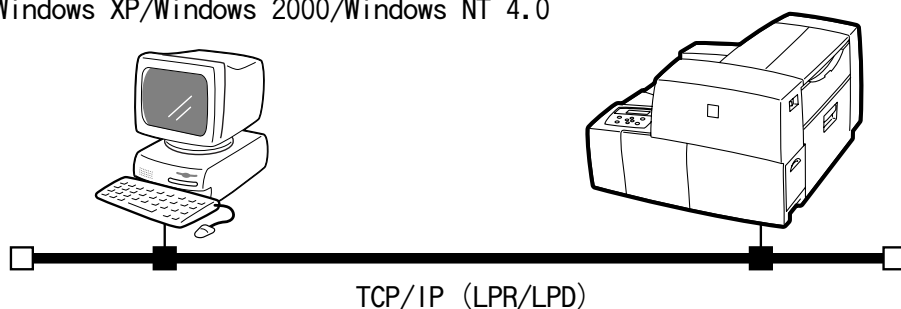 Windows XP/Windows 2000/Windows NT 4.0
TCP/IP (LPR/LPD)